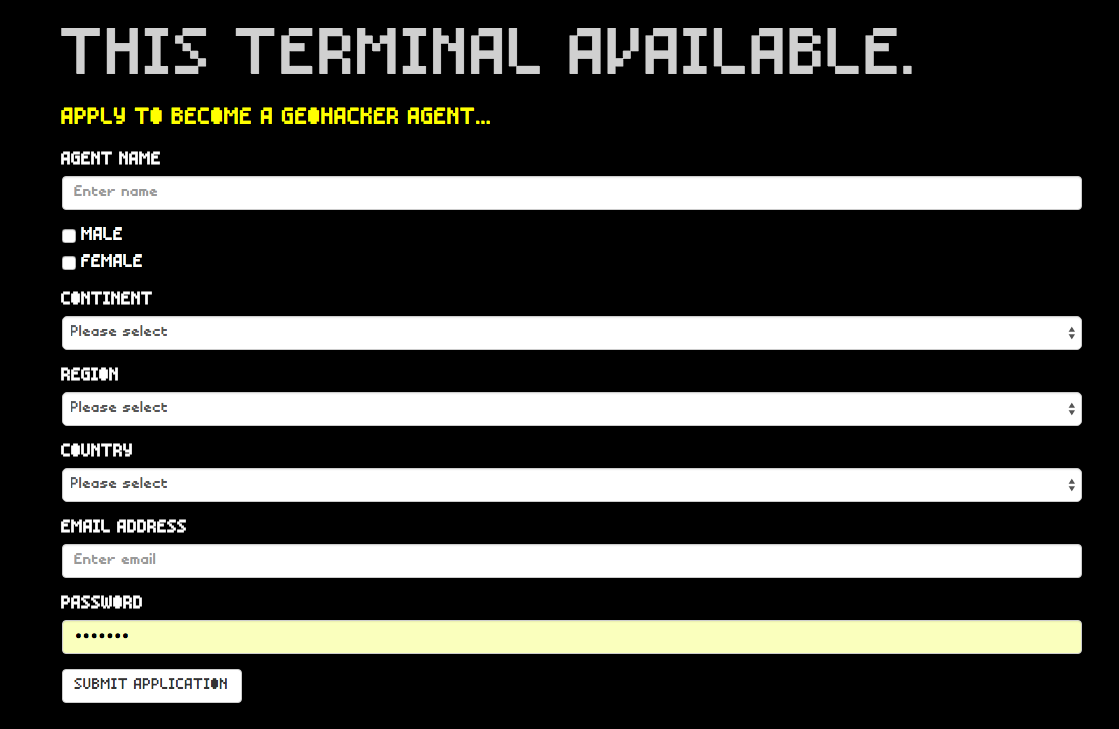 THIS TERMINAL AVAILABLE.
APPLY TO BECOME A GEOHACKER AGENT...
AGENT NAME
Enter name
MALE
FEMALE
CONTINENT
Please select
REGION
Please select
COUNTRY
Please select
EMAIL ADDRESS
Enter email
PASSWORD
•••••••
SUBMIT APPLICATION